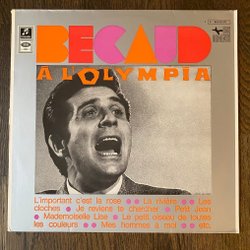 BECAUD
A L'OLYMPIA
L'important c'est la rose • • La rivière • • Les
cloches • Je reviens te chercher • Petit Jean
• Mademoiselle Lise • Le petit oiseau de toutes
les couleurs • • Mes hommes à moi • • etc.